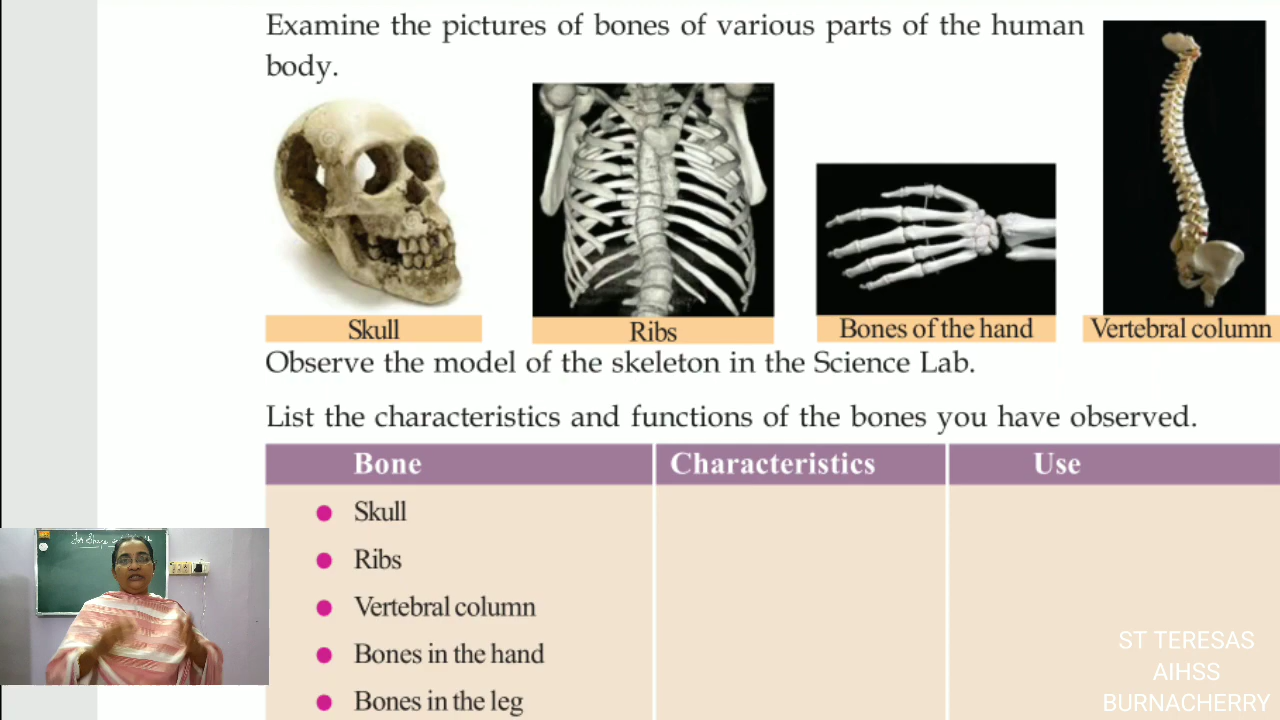 Examine the pictures of bones of various parts of the human
body.
Skull
Ribs
Bones of the hand
Vertebral column
Observe the model of the skeleton in the Science Lab.
List the characteristics and functions of the bones you have observed.
Bone
Characteristics
Use
Skull
Ribs
Vertebral column
Bones in the hand
Bones in the leg
ST TERESAS
AIHSS
BURNACHERRY